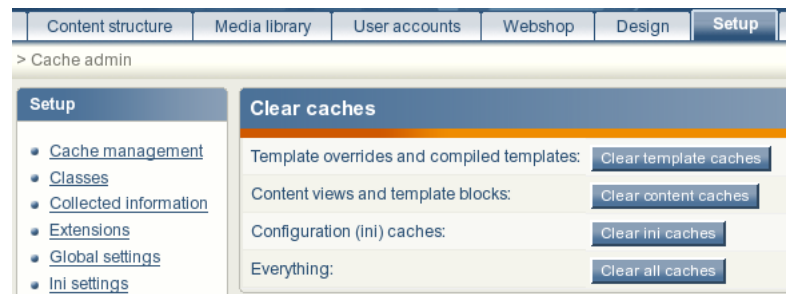 Content structure Media library User accounts Webshop Design Setup
> Cache admin
Setup
Cache management
Classes
Collected information
Extensions
Global settings
Ini settings
Clear caches
Template overrides and compiled templates: Clear template caches
Content views and template blocks: Clear content caches
Configuration (ini) caches: Clear ini caches
Everything: Clear all caches